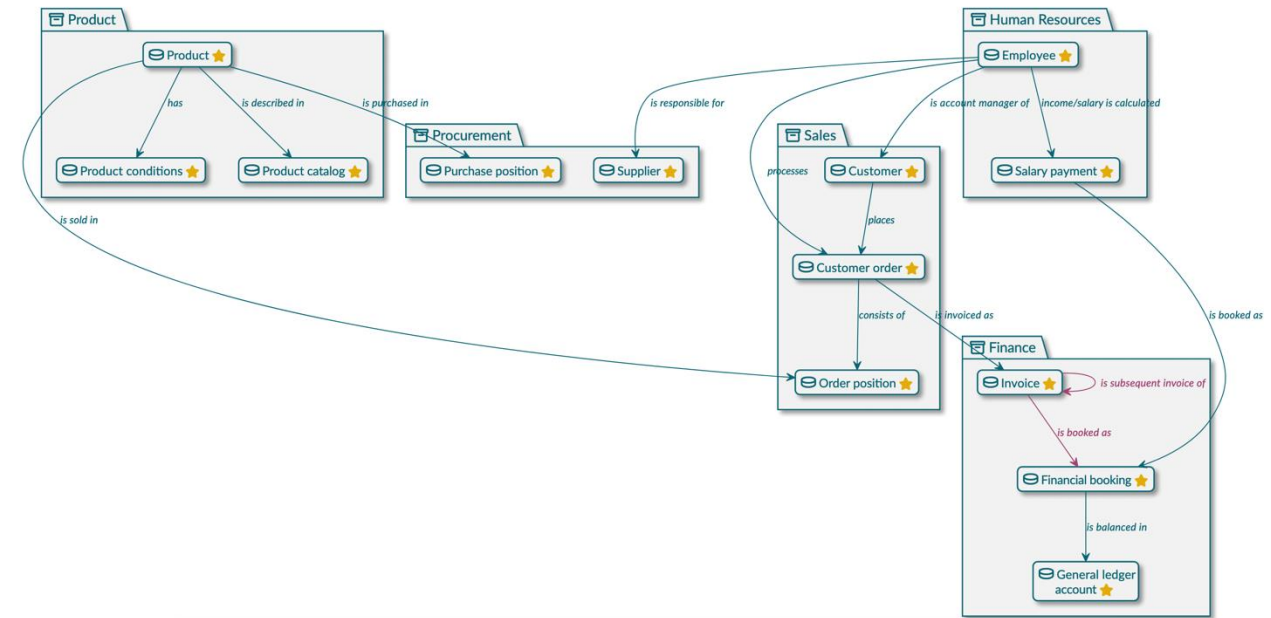 Product
Human Resources
Product
Employee
has
is described in
is purchased in
is responsible for
is account manager of
income/salary is calculated
Procurement
Sales
Product conditions
Product catalog
Purchase position
Supplier
processes
Customer
Salary payment
is sold in
places
Customer order
consists of
is invoiced as
is booked as
Finance
Order position
Invoice
is subsequent invoice of
is booked as
Financial booking
is balanced in
General ledger
account